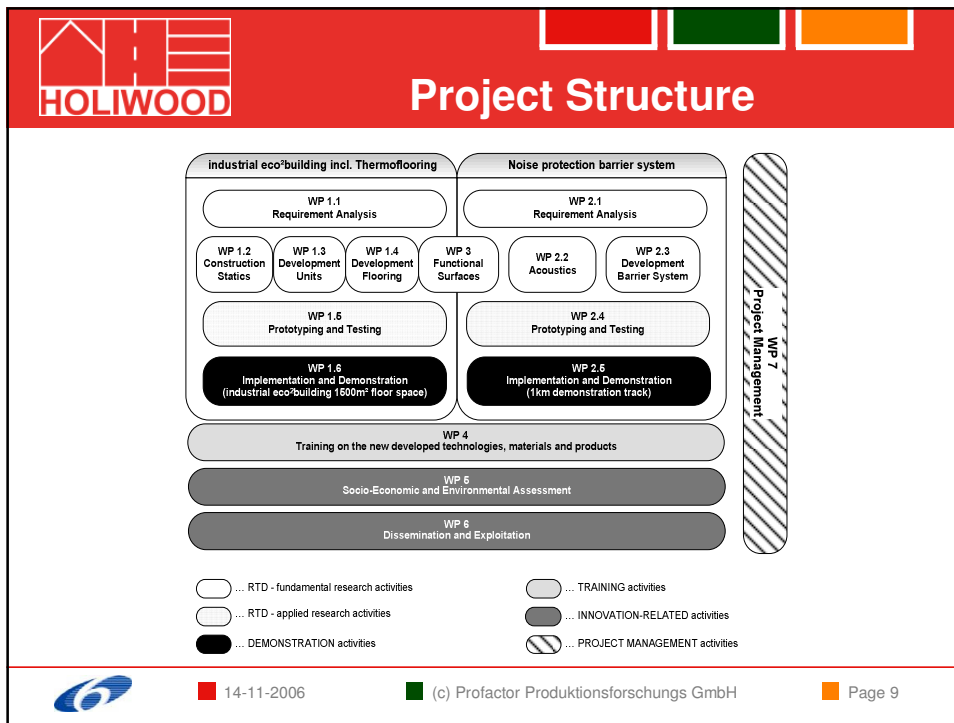 HOLIWOOD
Project Structure
industrial eco²building incl. Thermoflooring
Noise protection barrier system
WP 1.1
Requirement Analysis
WP 2.1
Requirement Analysis
WP 1.2
Construction
Statics
WP 1.3
Development
Units
WP 1.4
Development
Flooring
WP 3
Functional
Surfaces
WP 2.2
Acoustics
WP 2.3
Development
Barrier System
WP 1.5
Prototyping and Testing
WP 2.4
Prototyping and Testing
WP 1.6
Implementation and Demonstration
(industrial eco²building 1500m² floor space)
WP 2.5
Implementation and Demonstration
(1km demonstration track)
WP 4
Training on the new developed technologies, materials and products
WP 5
Socio-Economic and Environmental Assessment
WP 6
Dissemination and Exploitation
WP 7
Project Management
... RTD - fundamental research activities
... RTD - applied research activities
... DEMONSTRATION activities
... TRAINING activities
... INNOVATION-RELATED activities
... PROJECT MANAGEMENT activities
6
14-11-2006
(c) Profactor Produktionsforschungs GmbH
Page 9